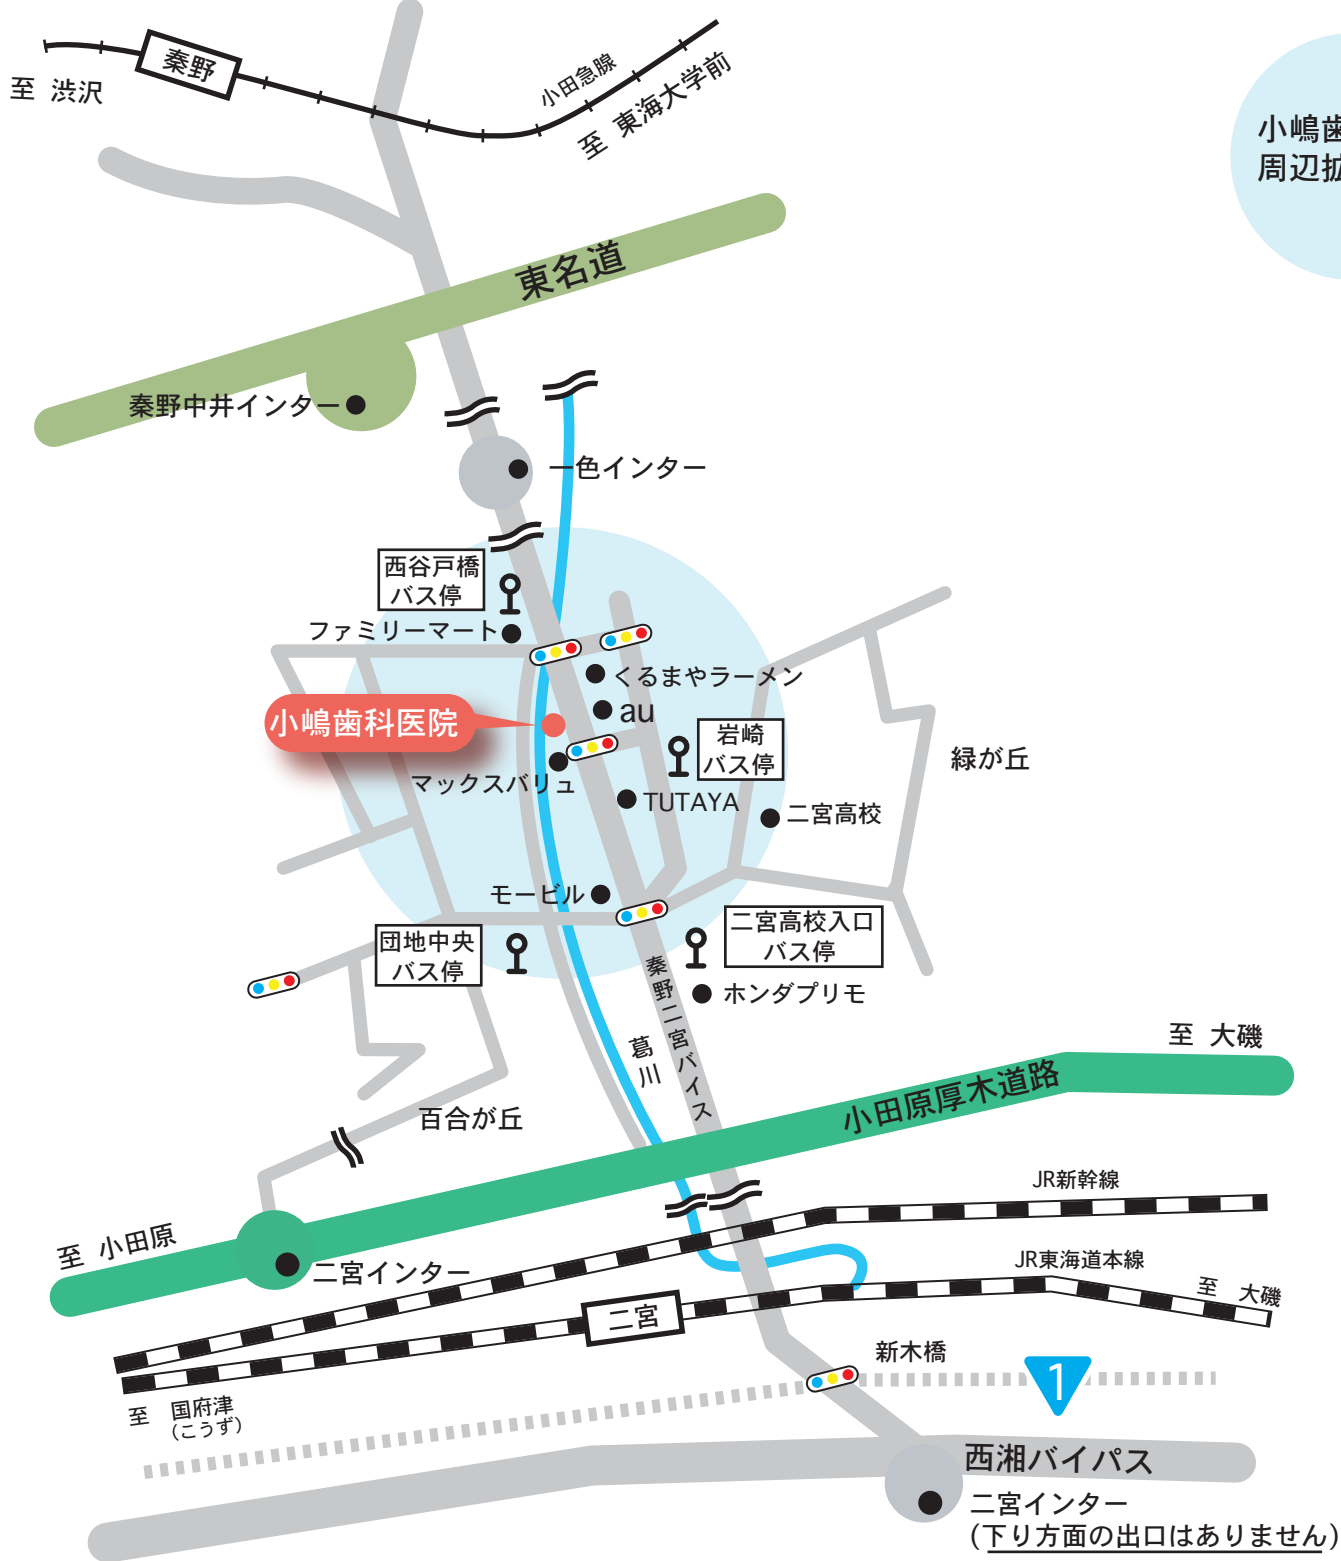 秦野
至 渋沢
小田急線
至 東海大学前
小嶋歯
周辺拡
東名道
秦野中井インター
一色インター
西谷戸橋
バス停
ファミリーマート
くるまやラーメン
au
小嶋歯科医院
岩崎
バス停
マックスバリュ
TUTAYA
二宮高校
緑が丘
モービル
二宮高校入口
バス停
団地中央
バス停
秦野二宮バイス
ホンダプリモ
葛川
至 大磯
小田原厚木道路
百合が丘
JR新幹線
至 小田原
二宮インター
JR東海道本線
至 大磯
二宮
新木橋
1
至 国府津
(こうず)
西湘バイパス
二宮インター
(下り方面の出口はありません)